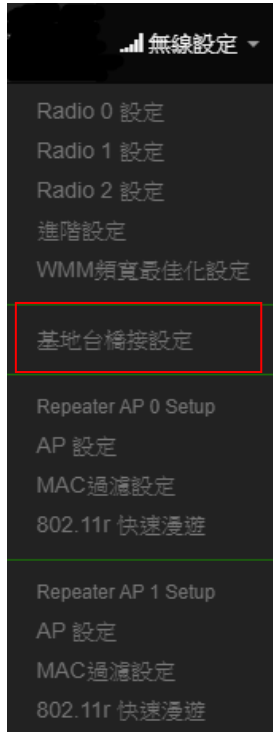 無線設定
Radio 0 設定
Radio 1 設定
Radio 2 設定
進階設定
WMM頻寬最佳化設定
基地台橋接設定
Repeater AP 0 Setup
AP 設定
MAC過濾設定
802.11r 快速漫遊
Repeater AP 1 Setup
AP 設定
MAC過濾設定
802.11r 快速漫遊